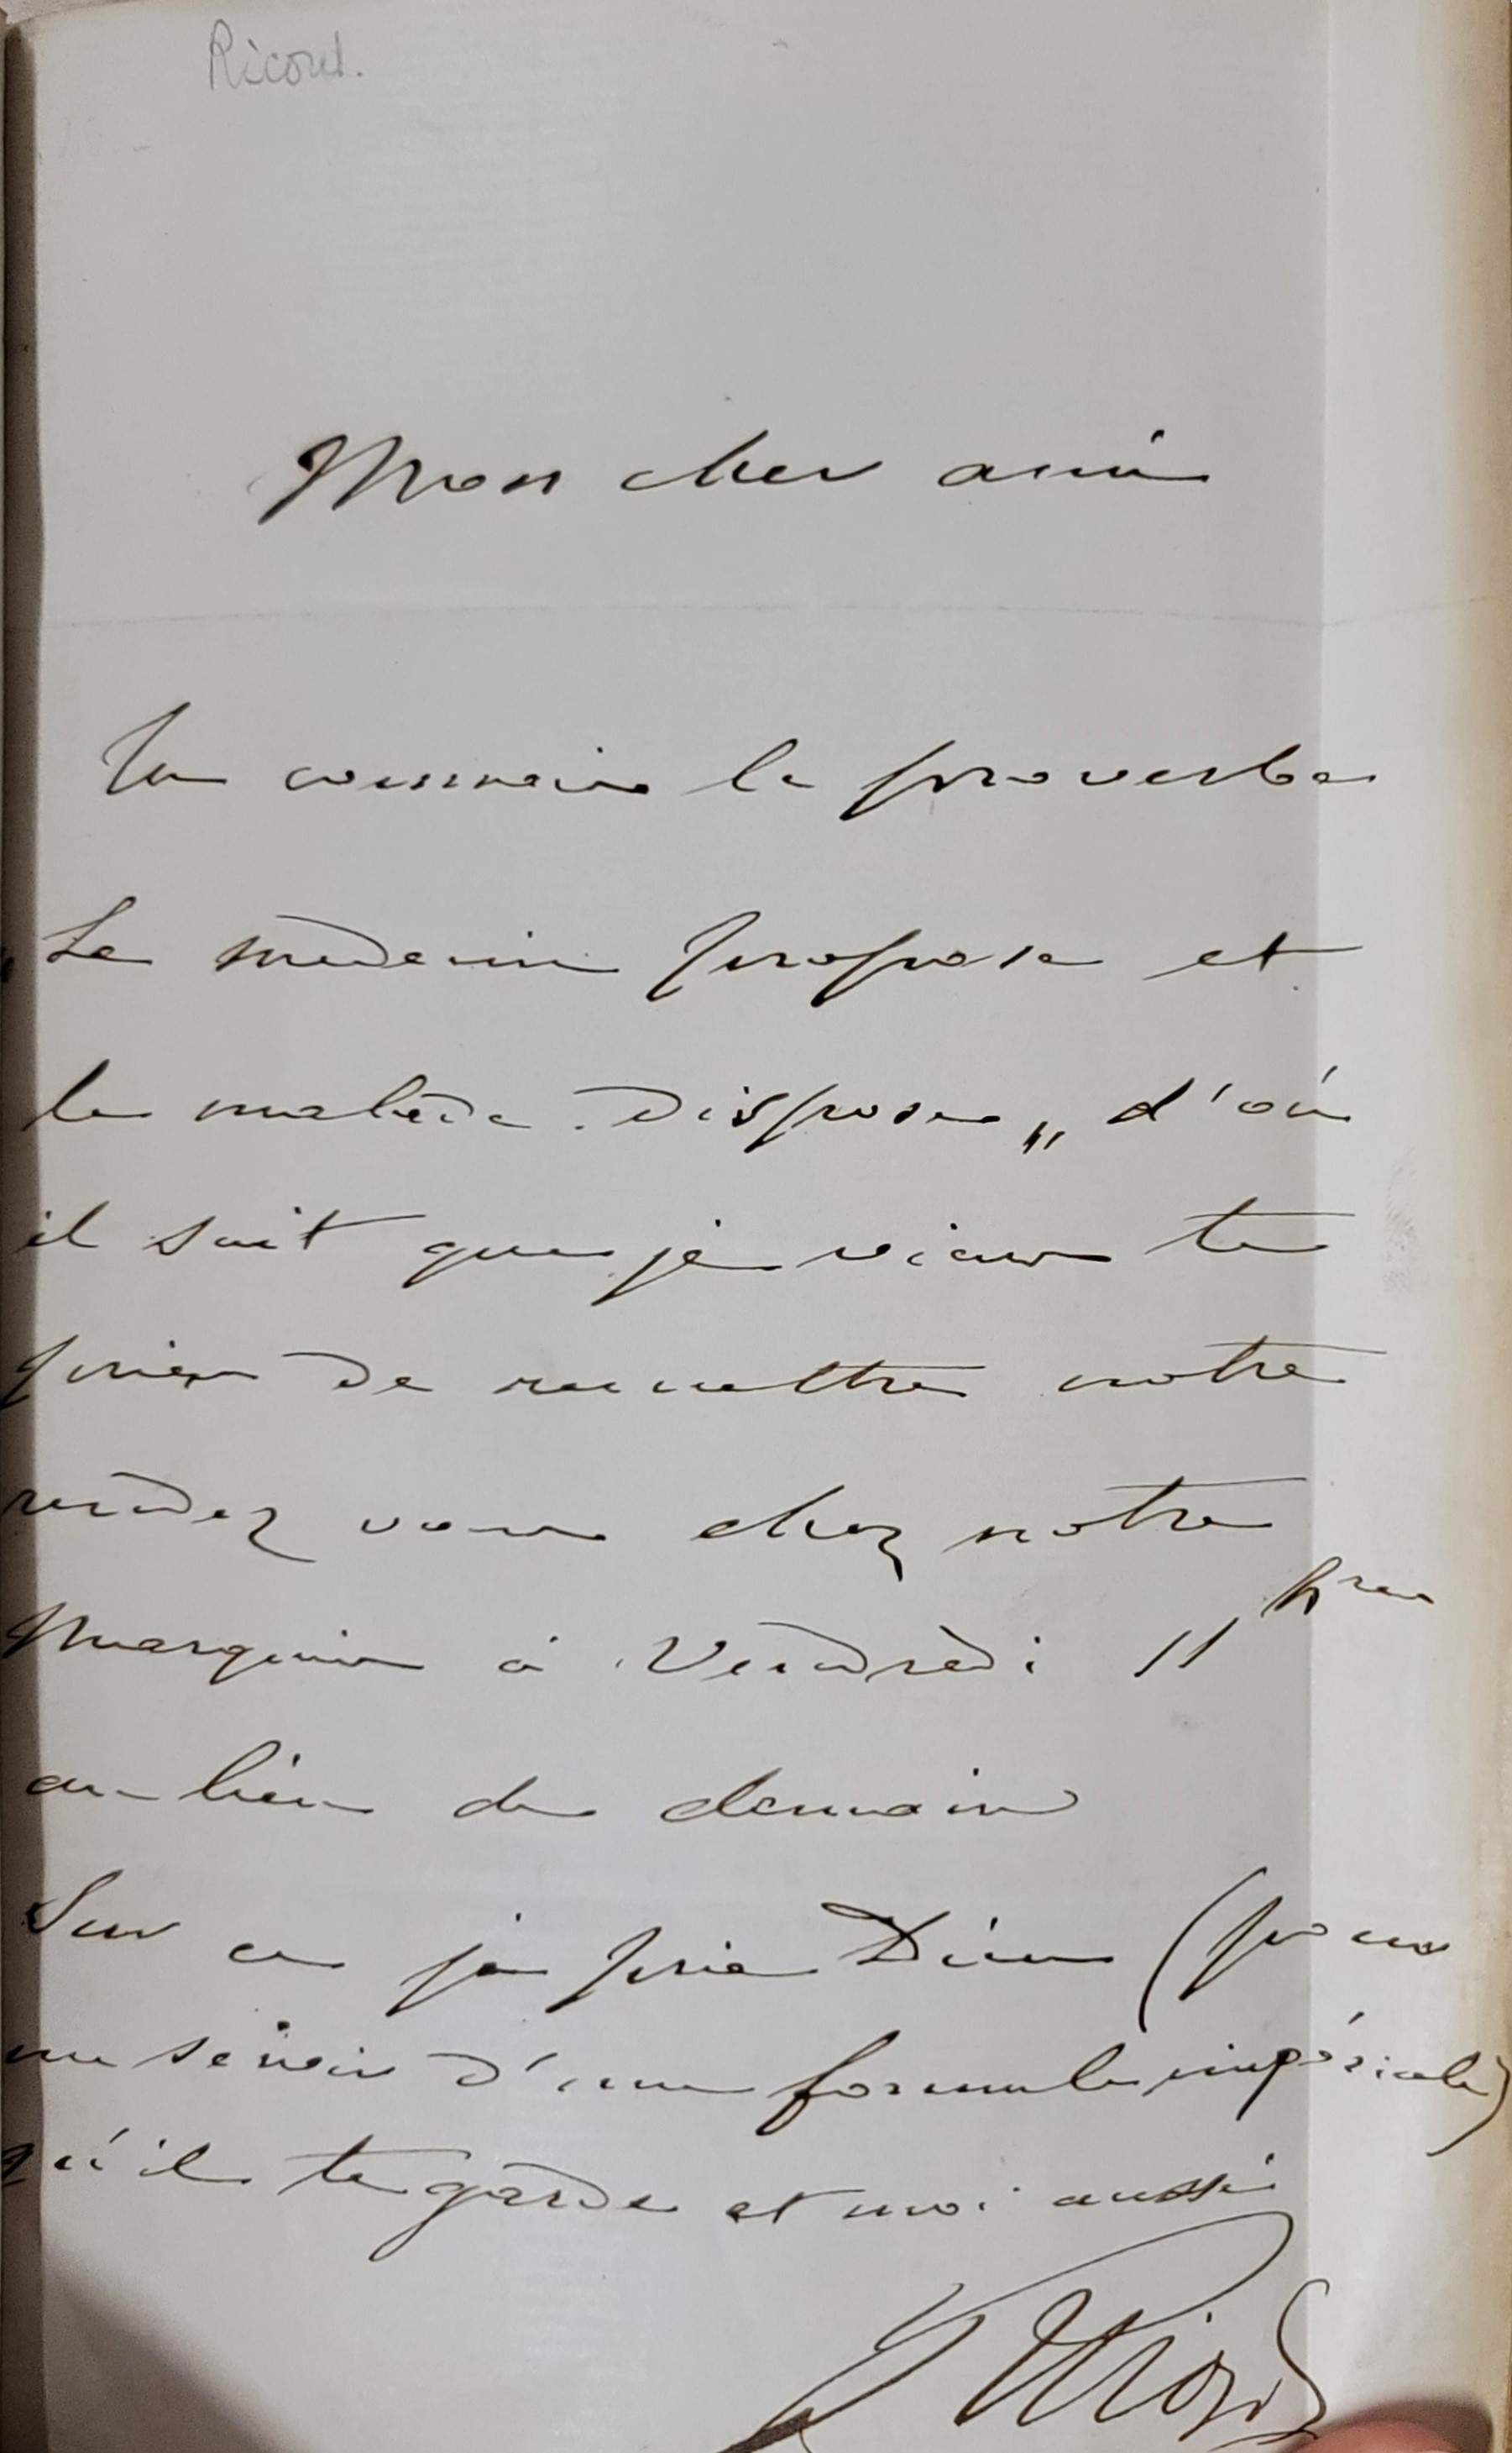 Ricord.
Mon cher ami
Tu connais le proverbe
"Le médecin propose et
le malade dispose„ d'où
il suit que je viens te
prier de remettre notre
rendez vous chez notre
Marquis à Vendredi 11 hres
au lieu de demain
Sur ce je prie Dieu (pour
me servir d'une formule impériale)
qu'il te garde et moi aussi
Ricord